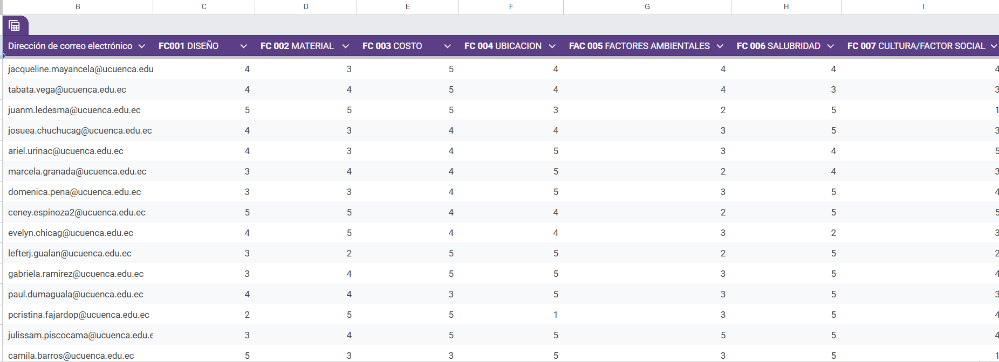 B C D E F G H I
Dirección de correo electrónico FC001 DISEÑO FC 002 MATERIAL FC 003 COSTO FC 004 UBICACION FAC 005 FACTORES AMBIENTALES FC 006 SALUBRIDAD FC 007 CULTURA/FACTOR SOCIAL
jacqueline.mayancela@ucuenca.edu 4 3 5 4 4 4 4
tabata.vega@ucuenca.edu.ec 4 4 5 4 4 3 3
juanm.ledesma@ucuenca.edu.ec 5 5 5 3 2 5 1
josuea.chuchucag@ucuenca.edu.ec 4 3 4 4 3 5 3
ariel.urinac@ucuenca.edu.ec 4 3 4 5 3 4 5
marcela.granada@ucuenca.edu.ec 3 4 4 5 2 4 3
domenica.pena@ucuenca.edu.ec 3 3 4 5 3 5 4
ceney.espinoza2@ucuenca.edu.ec 5 5 4 4 2 5 5
evelyn.chicag@ucuenca.edu.ec 4 5 4 4 3 2 3
lefterj.gualan@ucuenca.edu.ec 3 2 5 5 2 5 2
gabriela.ramirez@ucuenca.edu.ec 3 4 5 5 3 5 4
paul.dumaguala@ucuenca.edu.ec 4 4 3 5 3 5 3
pcristina.fajardop@ucuenca.edu.ec 2 5 5 1 3 5 4
julissam.piscocama@ucuenca.edu.e 3 4 5 5 5 5 4
camila.barros@ucuenca.edu.ec 5 3 3 5 3 5 1